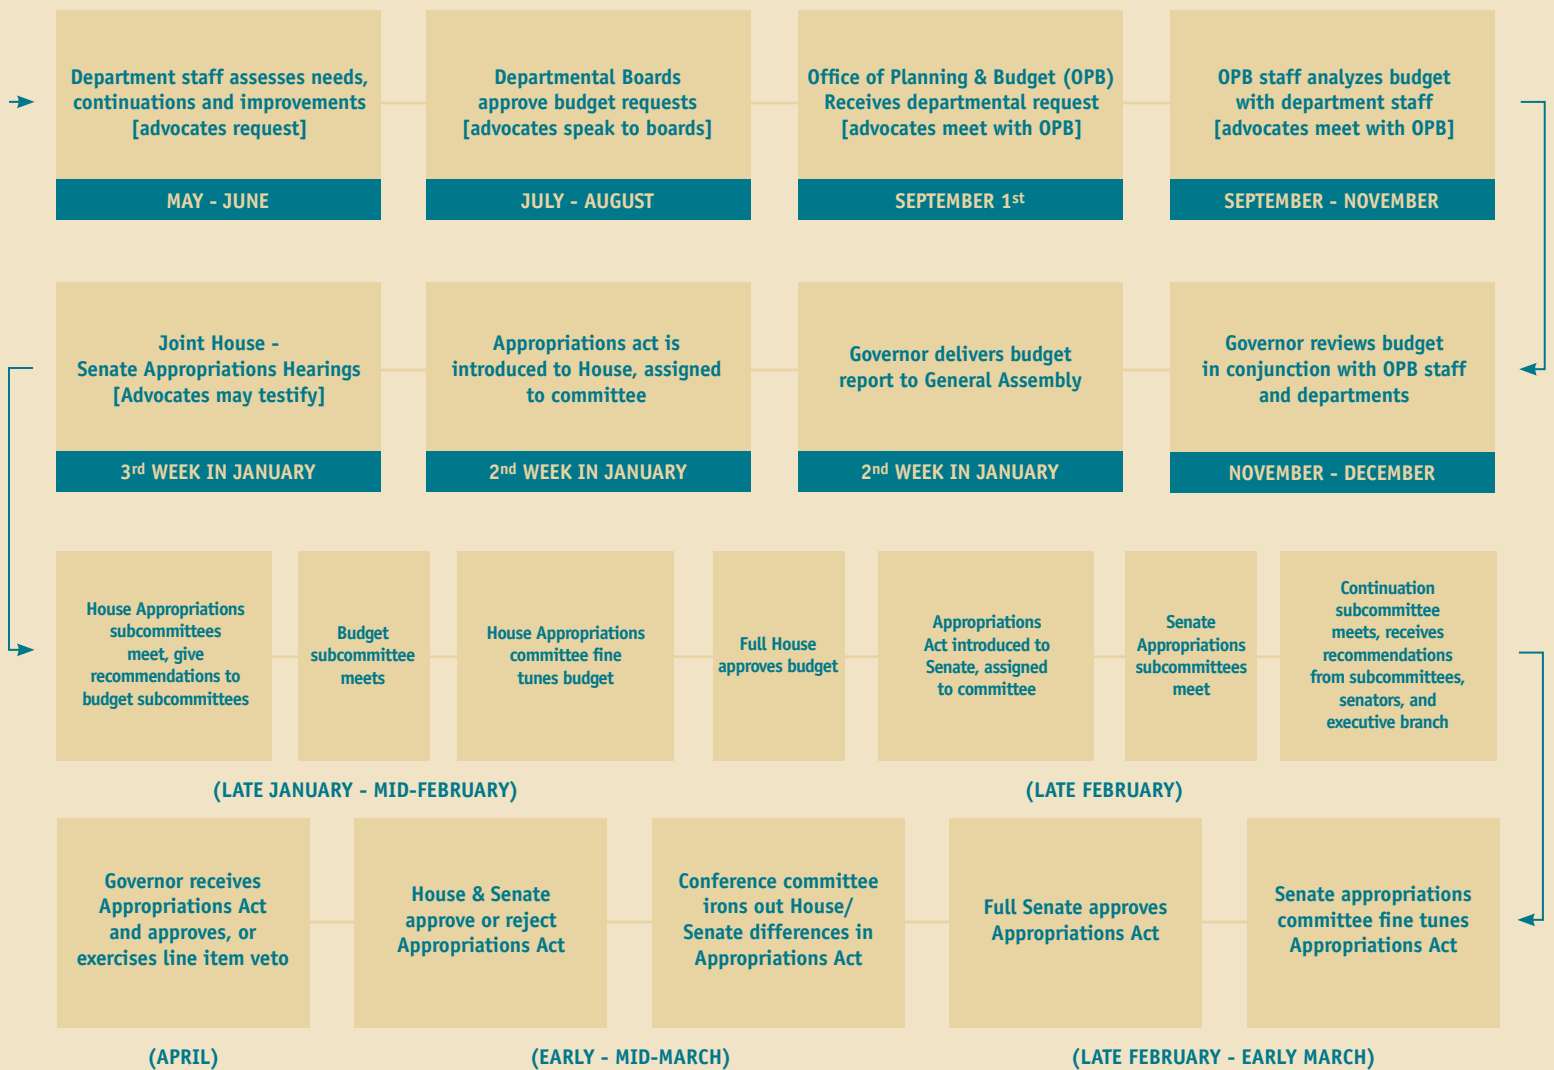 Department staff assesses needs,
continuations and improvements
[advocates request]
MAY - JUNE
Departmental Boards
approve budget requests
[advocates speak to boards]
JULY - AUGUST
Office of Planning & Budget (OPB)
Receives departmental request
[advocates meet with OPB]
SEPTEMBER 1st
OPB staff analyzes budget
with department staff
[advocates meet with OPB]
SEPTEMBER - NOVEMBER
Governor reviews budget
in conjunction with OPB staff
and departments
NOVEMBER - DECEMBER
Governor delivers budget
report to General Assembly
2nd WEEK IN JANUARY
Appropriations act is
introduced to House, assigned
to committee
2nd WEEK IN JANUARY
Joint House -
Senate Appropriations Hearings
[Advocates may testify]
3rd WEEK IN JANUARY
House Appropriations
subcommittees
meet, give
recommendations to
budget subcommittees
Budget
subcommittee
meets
House Appropriations
committee fine
tunes budget
Full House
approves budget
(LATE JANUARY - MID-FEBRUARY)
Appropriations
Act introduced to
Senate, assigned
to committee
Senate
Appropriations
subcommittees
meet
Continuation
subcommittee
meets, receives
recommendations
from subcommittees,
senators, and
executive branch
(LATE FEBRUARY)
Senate appropriations
committee fine tunes
Appropriations Act
Full Senate approves
Appropriations Act
(LATE FEBRUARY - EARLY MARCH)
Conference committee
irons out House/
Senate differences in
Appropriations Act
House & Senate
approve or reject
Appropriations Act
(EARLY - MID-MARCH)
Governor receives
Appropriations Act
and approves, or
exercises line item veto
(APRIL)